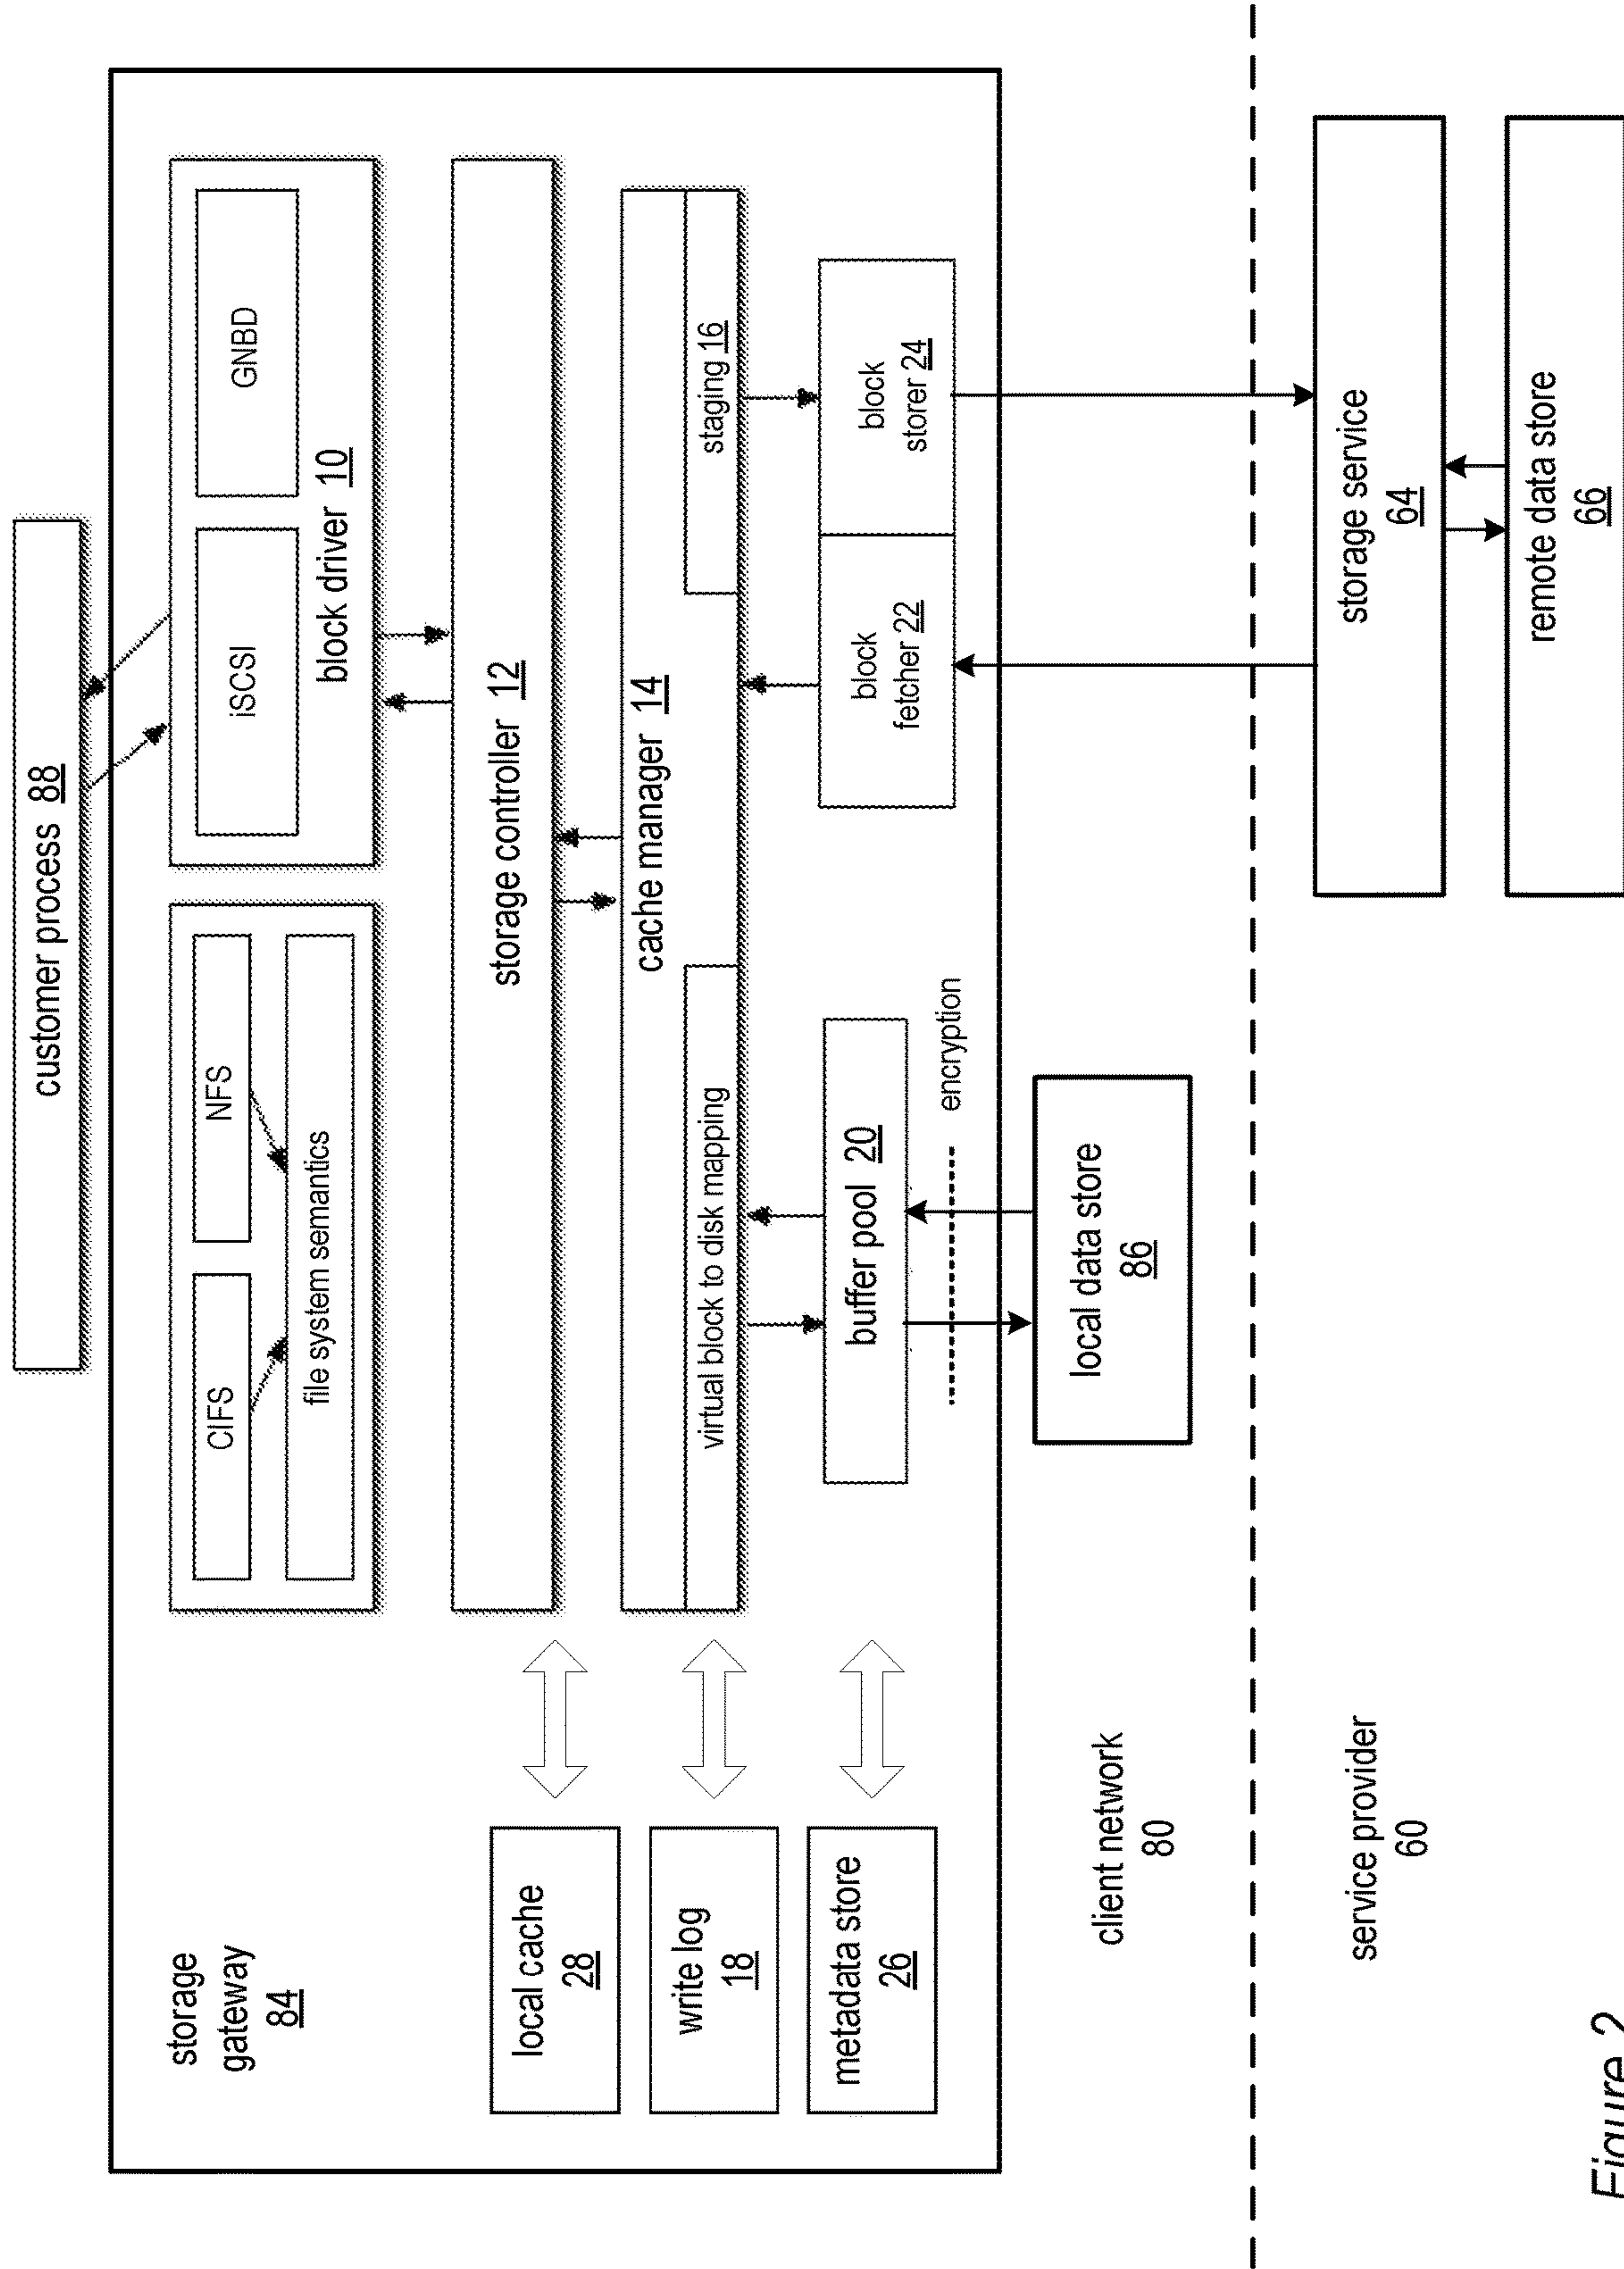 customer process 88
storage
gateway
84
CIFS
NFS
file system semantics
iSCSI
GNBD
block driver 10
storage controller 12
cache manager 14
virtual block to disk mapping
staging 16
local cache
28
write log
18
metadata store
26
buffer pool 20
block
fetcher 22
block
storer 24
encryption
local data store
86
client network
80
service provider
60
storage service
64
remote data store
66
Figure 2